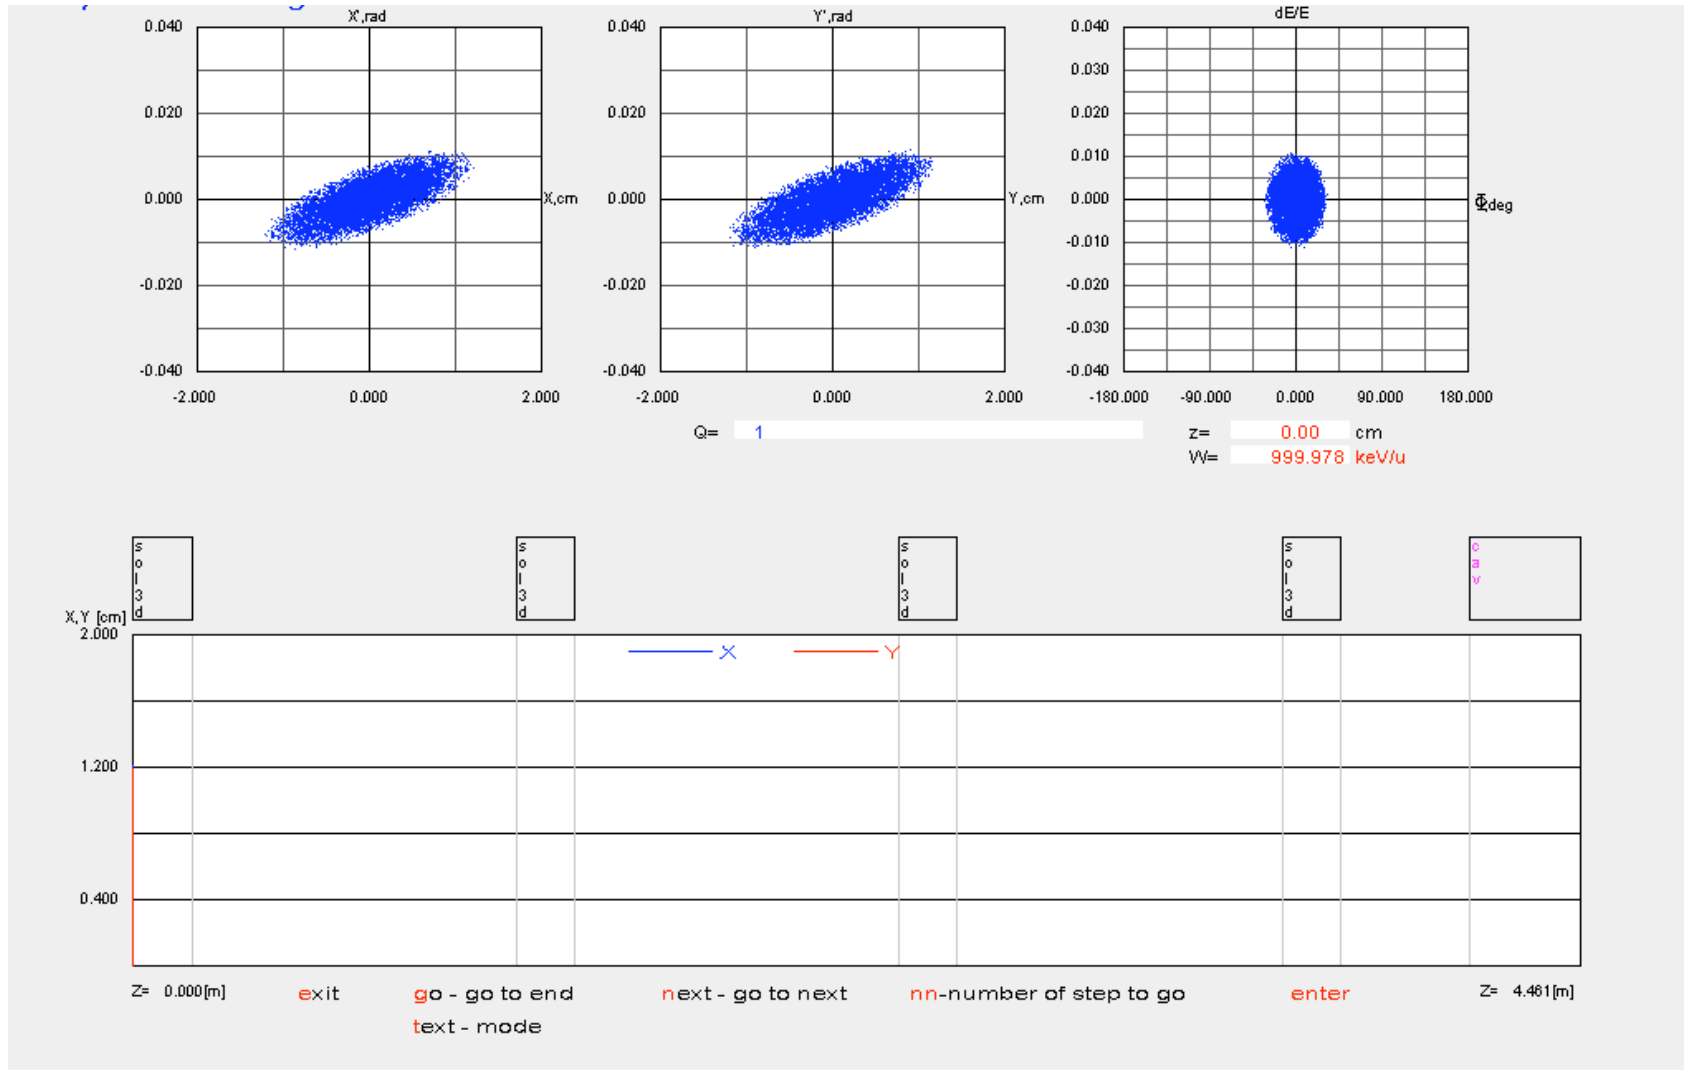 X',rad Y',rad dE/E
0.040 0.040 0.040
0.030
0.020 0.020 0.020
0.010
0.000 X,cm 0.000 Y,cm 0.000 Φ,deg
-0.010
-0.020 -0.020 -0.020
-0.030
-0.040 -0.040 -0.040
-2.000 0.000 2.000 -2.000 0.000 2.000 -180.000 -90.000 0.000 90.000 180.000
Q= 1 z= 0.00 cm
W= 999.978 keV/u
sol3d sol3d sol3d sol3d cav
X,Y [cm]
2.000
X Y
1.200
0.400
Z= 0.000[m] exit go - go to end next - go to next nn-number of step to go enter Z= 4.461[m]
text - mode